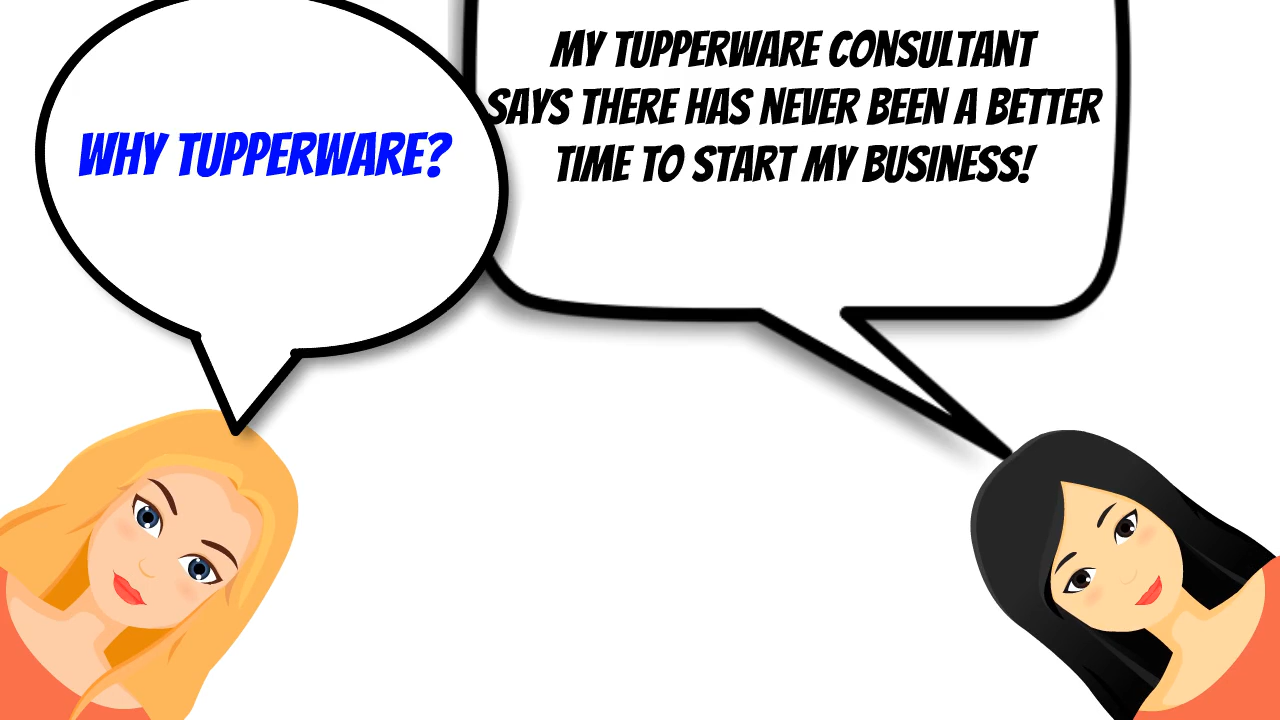 WHY TUPPERWARE?
MY TUPPERWARE CONSULTANT
SAYS THERE HAS NEVER BEEN A BETTER
TIME TO START MY BUSINESS!